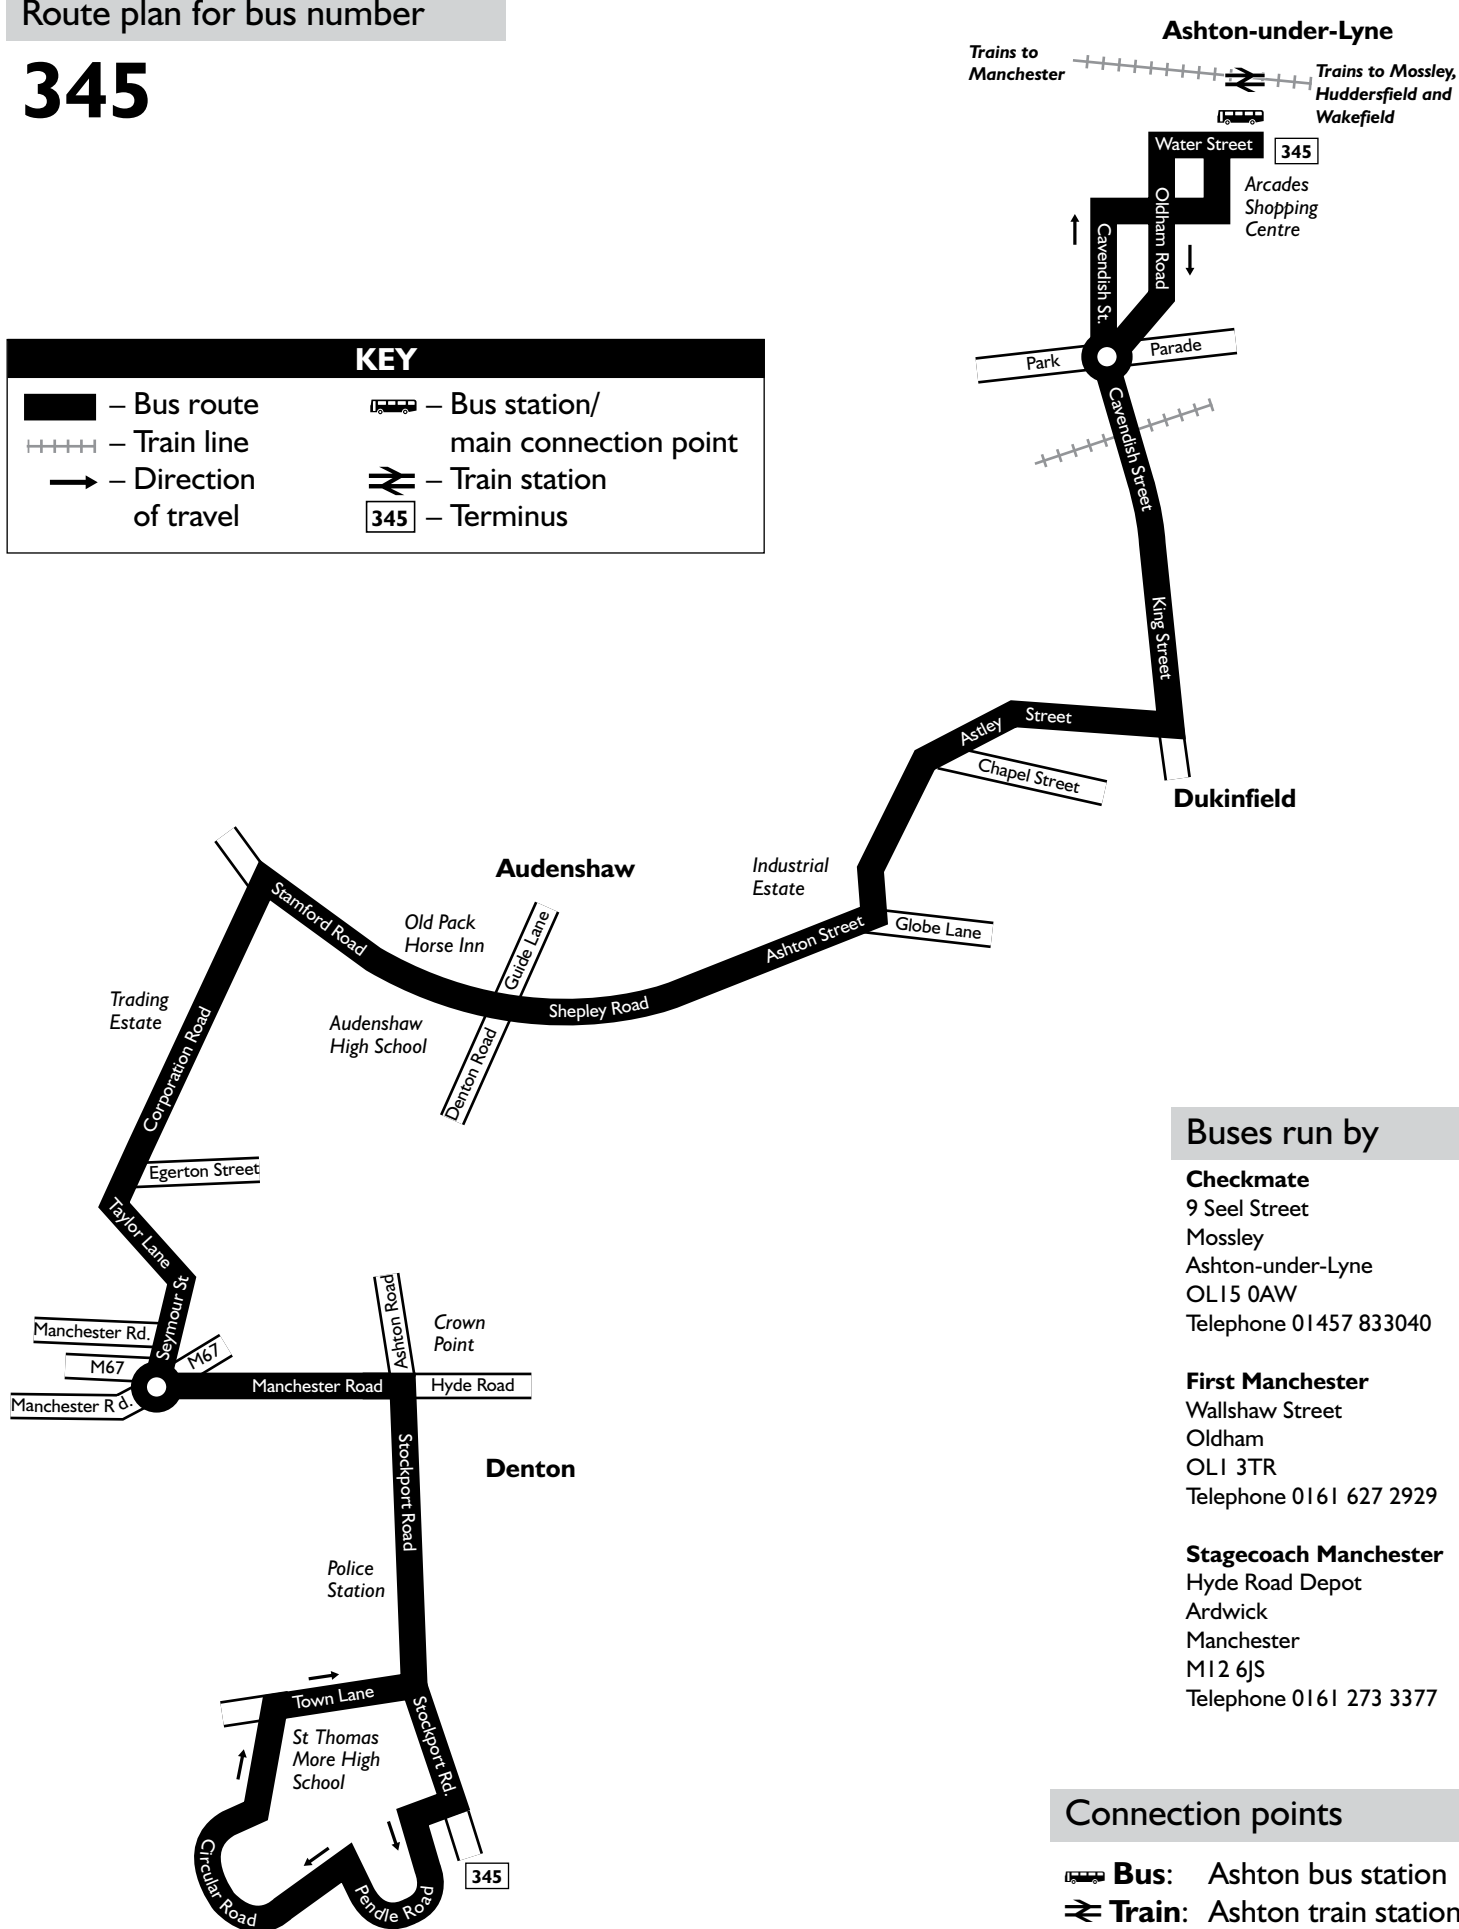 Route plan for bus number
345
Ashton-under-Lyne
Trains to
Manchester
Trains to Mossley,
Huddersfield and
Wakefield
Water Street
345
Arcades
Shopping
Centre
Oldham Road
Cavendish St.
Park
Parade
Cavendish Street
King Street
KEY
– Bus route
– Train line
– Direction
of travel
– Bus station/
main connection point
– Train station
345 – Terminus
Astley
Street
Chapel Street
Dukinfield
Industrial
Estate
Globe Lane
Ashton Street
Audenshaw
Old Pack
Horse Inn
Guide Lane
Shepley Road
Stamford Road
Audenshaw
High School
Denton Road
Trading
Estate
Corporation Road
Egerton Street
Taylor Lane
Seymour St
Manchester Rd.
M67
M67
Manchester Rd.
Manchester Road
Ashton Road
Crown
Point
Hyde Road
Denton
Stockport Road
Police
Station
Town Lane
St Thomas
More High
School
Stockport Rd.
345
Circular Road
Pendle Road
Buses run by
Checkmate
9 Seel Street
Mossley
Ashton-under-Lyne
OL15 0AW
Telephone 01457 833040
First Manchester
Wallshaw Street
Oldham
OL1 3TR
Telephone 0161 627 2929
Stagecoach Manchester
Hyde Road Depot
Ardwick
Manchester
M12 6JS
Telephone 0161 273 3377
Connection points
Bus: Ashton bus station
Train: Ashton train station